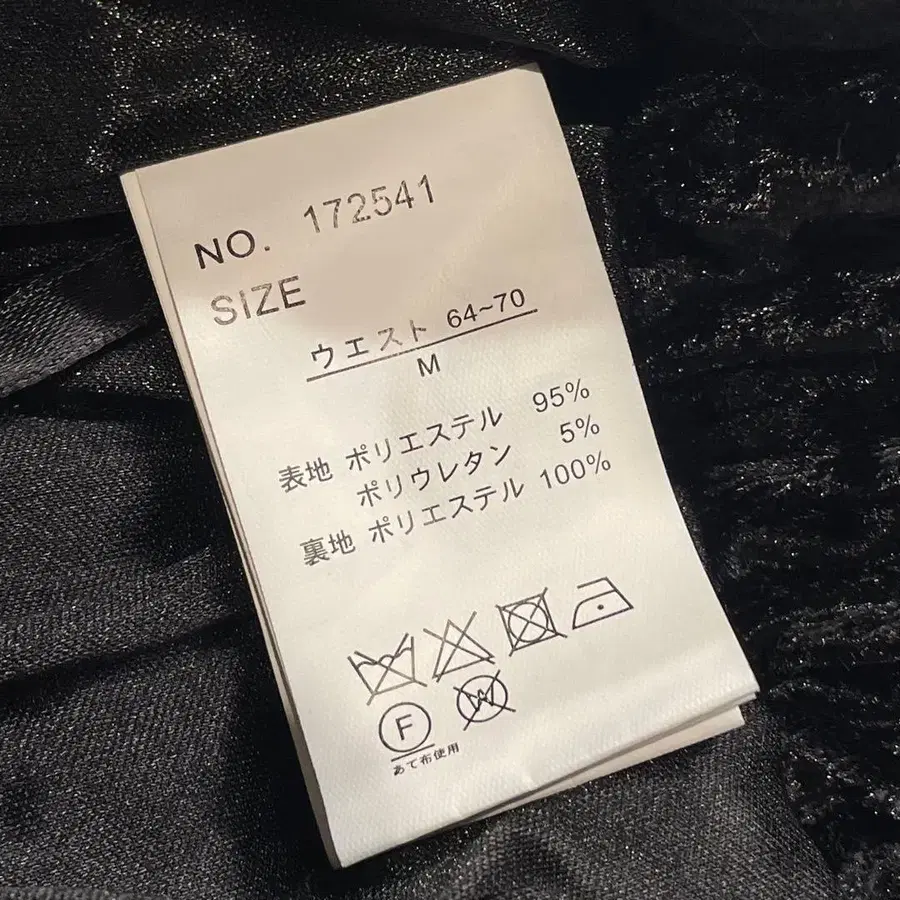 NO. 172541
SIZE
ウエスト 64~70
M
表地 ポリエステル 95%
ポリウレタン 5%
裏地 ポリエステル 100%
F W
あて布使用